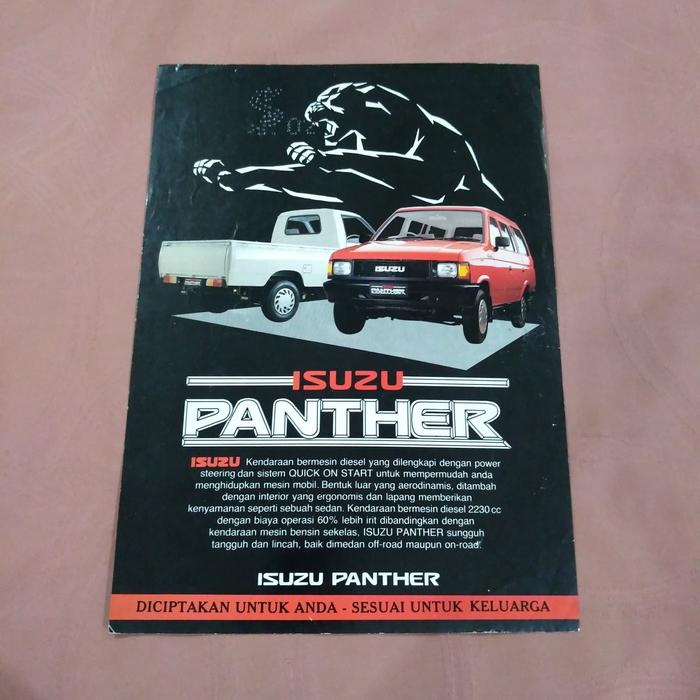 ISUZU
PANTHER
ISUZU
PANTHER
ISUZU Kendaraan bermesin diesel yang dilengkapi dengan power
steering dan sistem QUICK ON START untuk mempermudah anda
menghidupkan mesin mobil. Bentuk luar yang aerodinamis, ditambah
dengan interior yang ergonomis dan lapang memberikan
kenyamanan seperti sebuah sedan. Kendaraan bermesin diesel 2230 cc
dengan biaya operasi 60% lebih irit dibandingkan dengan
kendaraan mesin bensin sekelas, ISUZU PANTHER sungguh
tangguh dan lincah, baik dimedan off-road maupun on-road.
ISUZU PANTHER
DICIPTAKAN UNTUK ANDA - SESUAI UNTUK KELUARGA